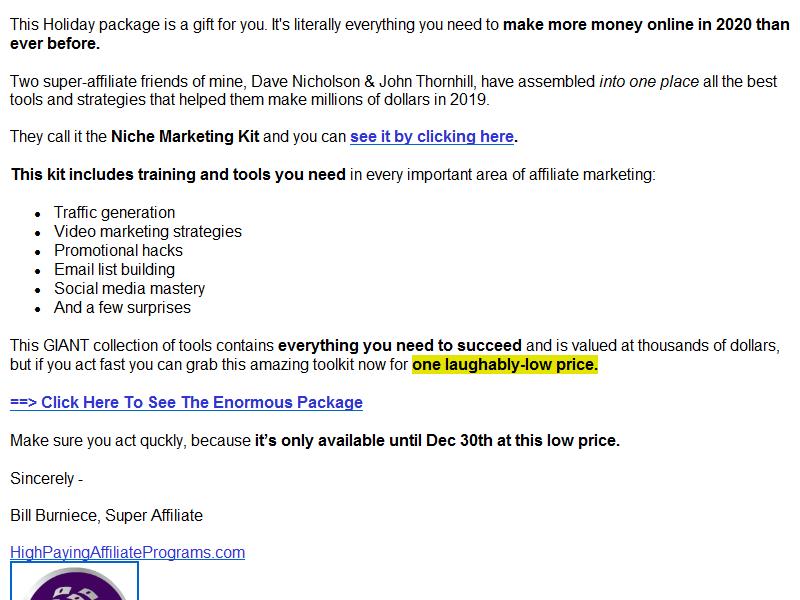 This Holiday package is a gift for you. It's literally everything you need to make more money online in 2020 than
ever before.
Two super-affiliate friends of mine, Dave Nicholson & John Thornhill, have assembled into one place all the best
tools and strategies that helped them make millions of dollars in 2019.
They call it the Niche Marketing Kit and you can see it by clicking here.
This kit includes training and tools you need in every important area of affiliate marketing:
• Traffic generation
• Video marketing strategies
• Promotional hacks
• Email list building
• Social media mastery
• And a few surprises
This GIANT collection of tools contains everything you need to succeed and is valued at thousands of dollars,
but if you act fast you can grab this amazing toolkit now for one laughably-low price.
==> Click Here To See The Enormous Package
Make sure you act quckly, because it’s only available until Dec 30th at this low price.
Sincerely -
Bill Burniece, Super Affiliate
HighPayingAffiliatePrograms.com